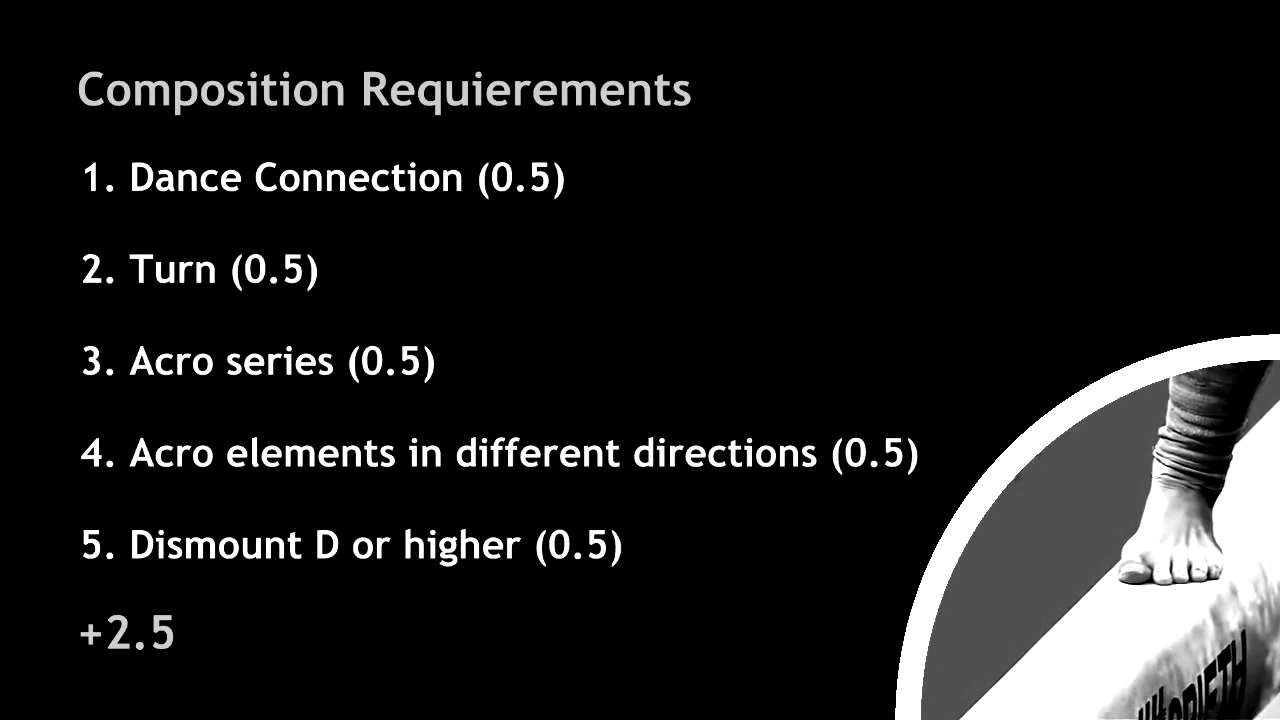 Composition Requierements
1. Dance Connection (0.5)
2. Turn (0.5)
3. Acro series (0.5)
4. Acro elements in different directions (0.5)
5. Dismount D or higher (0.5)
+2.5